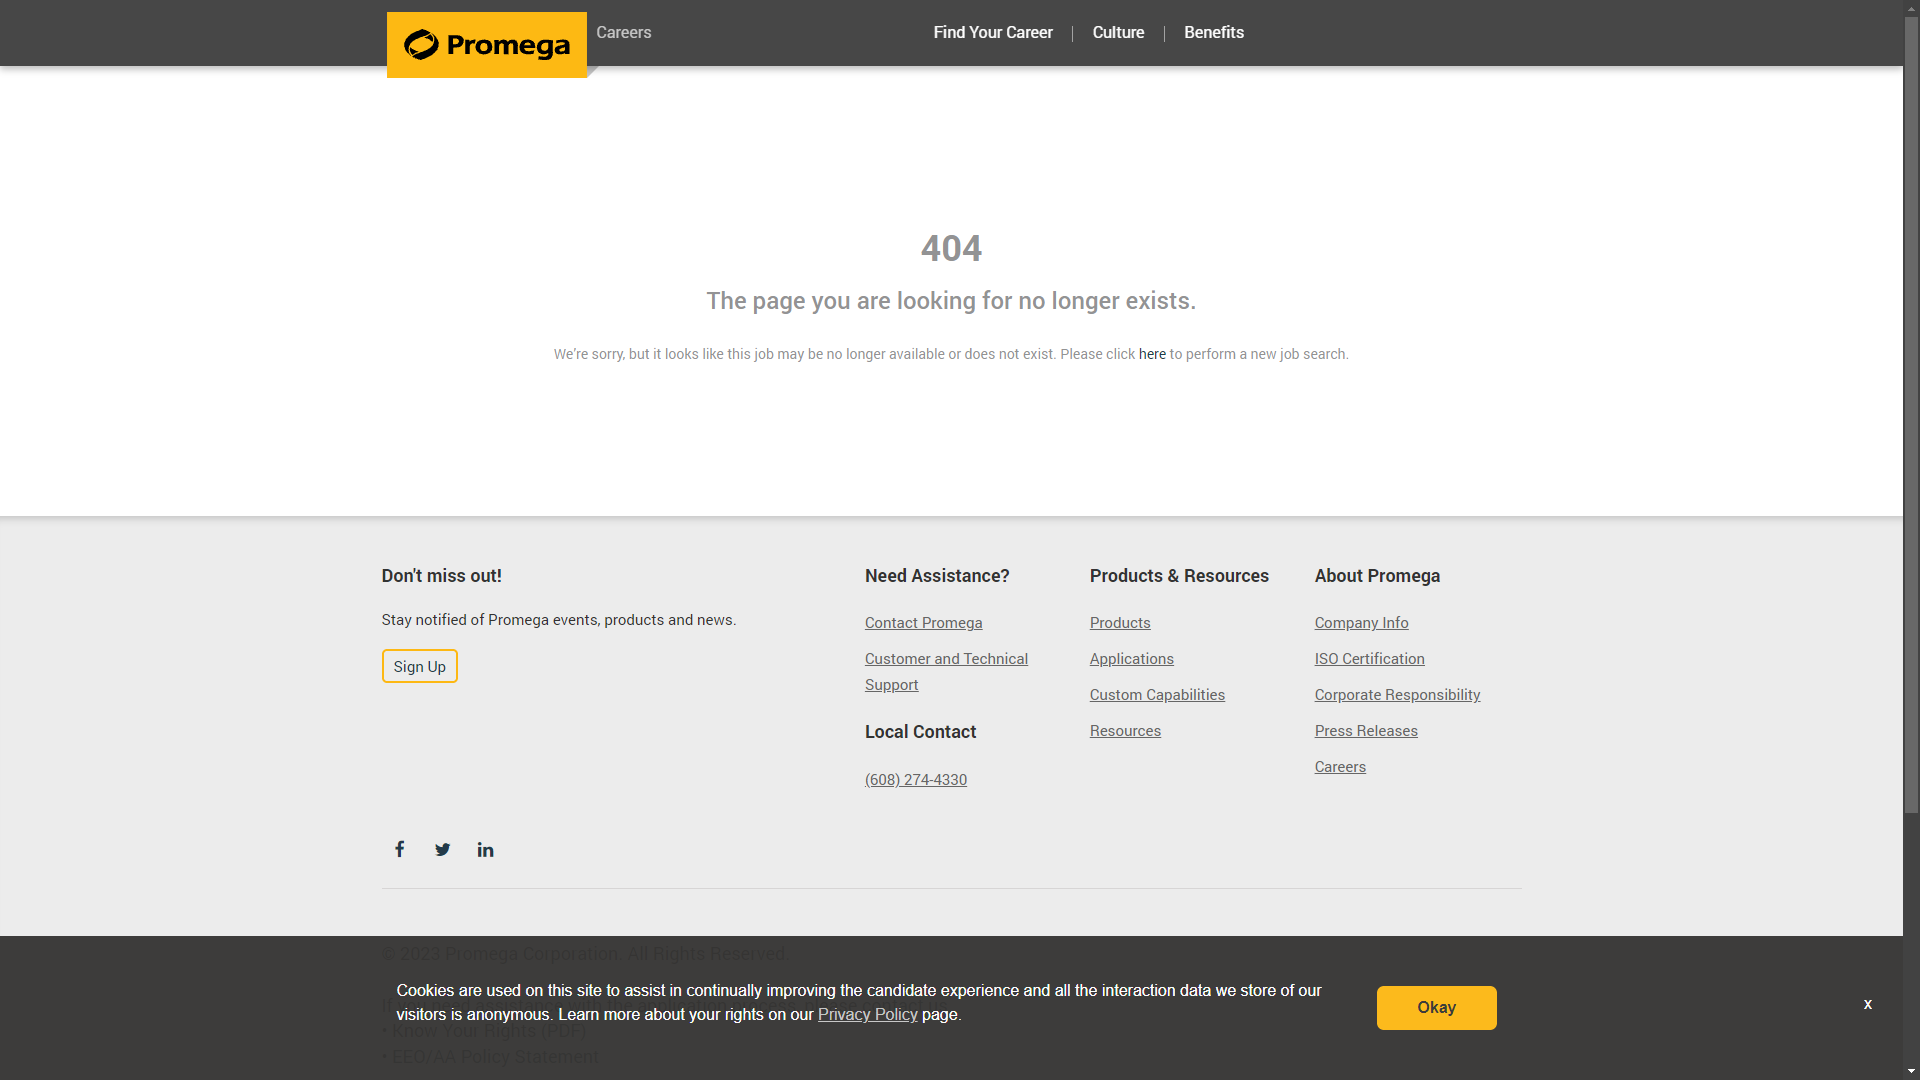 Promega
Careers
Find Your Career
Culture
Benefits
404
The page you are looking for no longer exists.
We're sorry, but it looks like this job may be no longer available or does not exist. Please click here to perform a new job search.
Don't miss out!
Stay notified of Promega events, products and news.
Sign Up
Need Assistance?
Contact Promega
Customer and Technical
Support
Local Contact
(608) 274-4330
Products & Resources
Products
Applications
Custom Capabilities
Resources
About Promega
Company Info
ISO Certification
Corporate Responsibility
Press Releases
Careers
© 2023 Promega Corporation. All Rights Reserved.
Cookies are used on this site to assist in continually improving the candidate experience and all the interaction data we store of our
visitors is anonymous. Learn more about your rights on our Privacy Policy page.
Okay
x
• Know Your Rights (PDF)
• EEO/AA Policy Statement